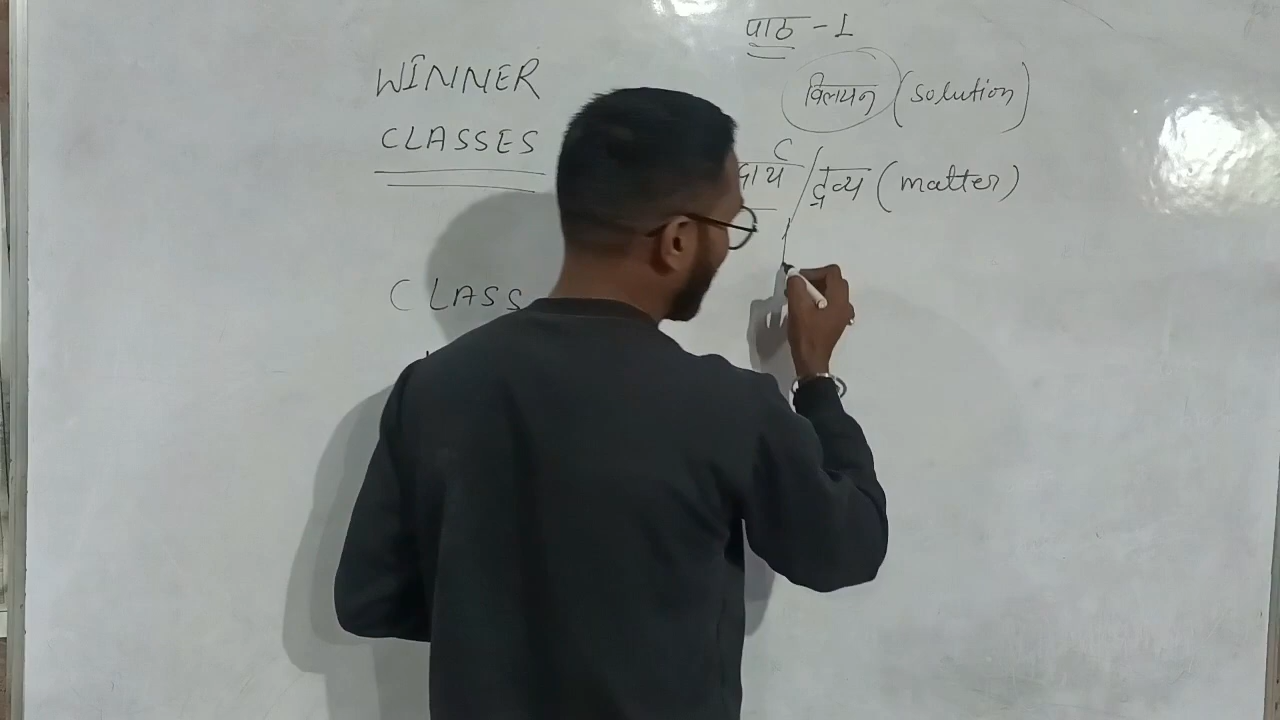 पाठ - 1
WINNER
CLASSES
विलयन (solution)
C
/ द्रव्य (matter)
CLASS